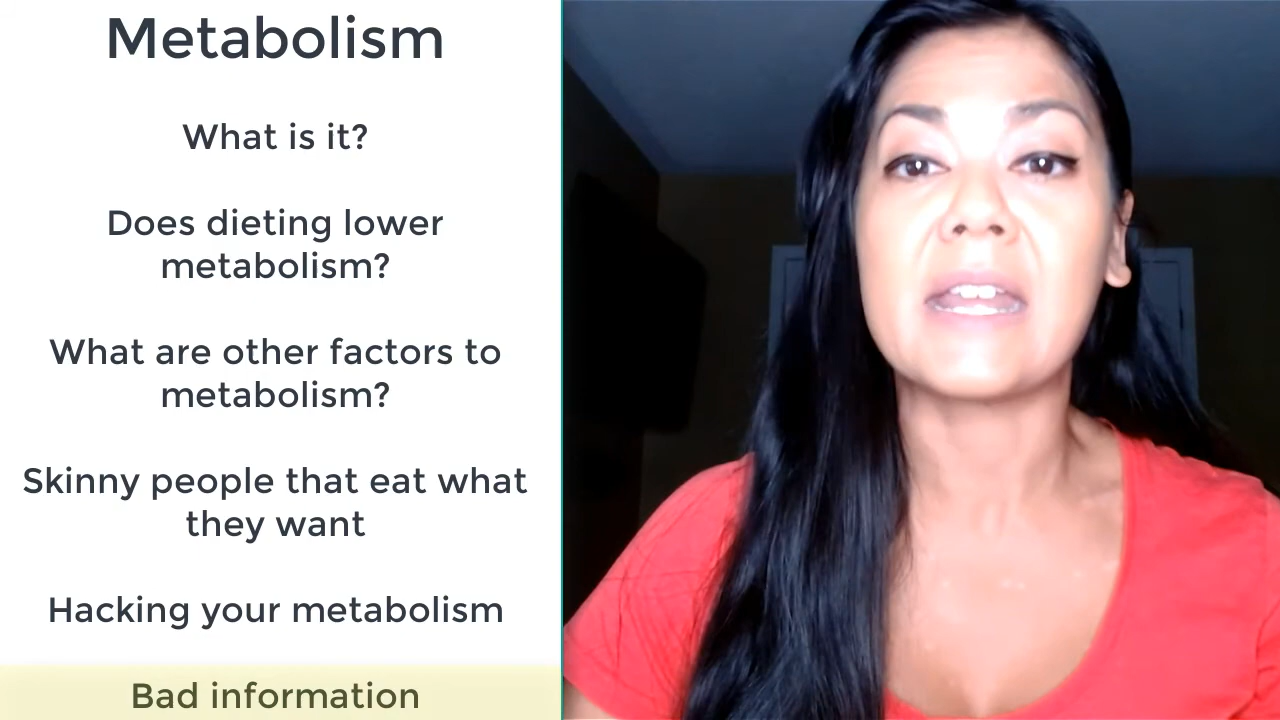 Metabolism
What is it?
Does dieting lower
metabolism?
What are other factors to
metabolism?
Skinny people that eat what
they want
Hacking your metabolism
Bad information